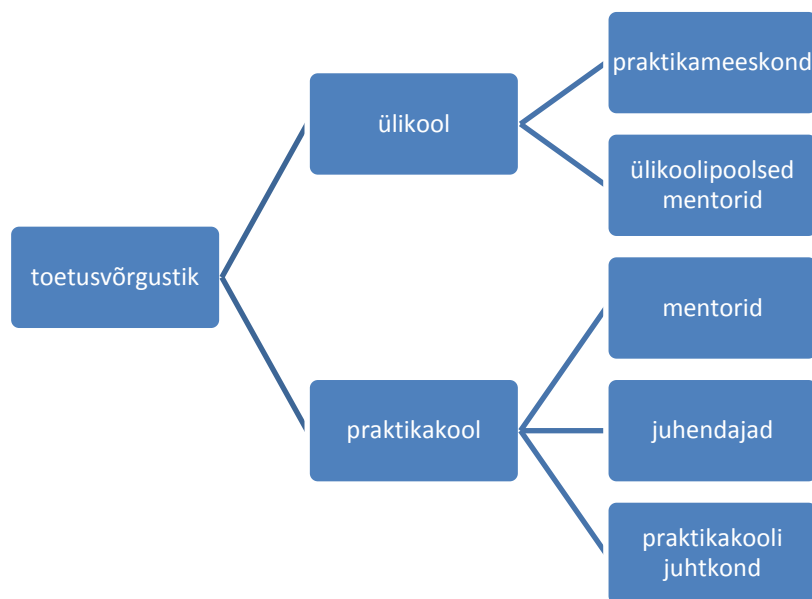 toetusvõrgustik
ülikool
praktikameeskond
ülikoolipoolsed
mentorid
praktikakool
mentorid
juhendajad
praktikakooli
juhtkond